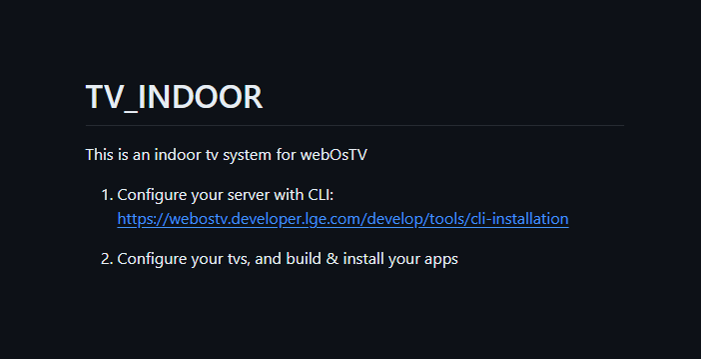 TV_INDOOR
This is an indoor tv system for webOsTV
1. Configure your server with CLI:
https://webostv.developer.lge.com/develop/tools/cli-installation
2. Configure your tvs, and build & install your apps